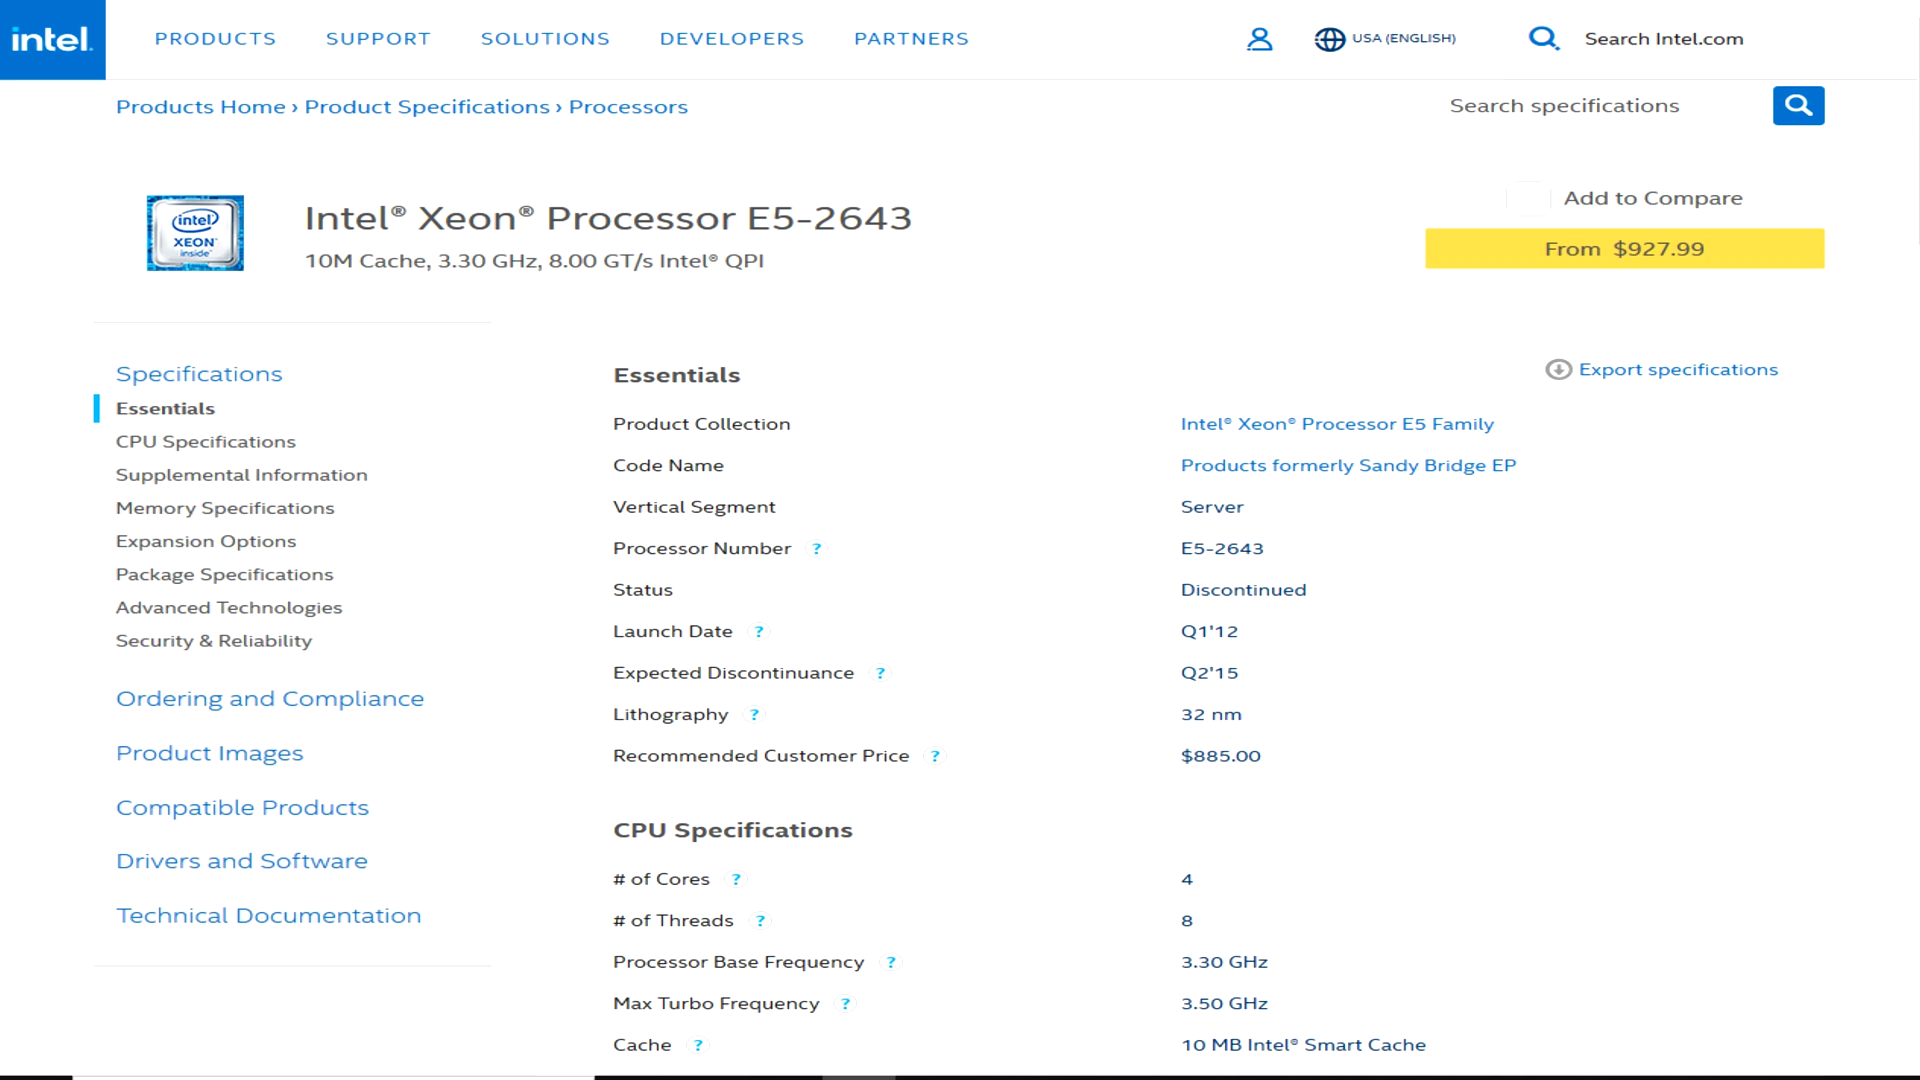 intel.
PRODUCTS SUPPORT SOLUTIONS DEVELOPERS PARTNERS USA (ENGLISH) Search Intel.com
Products Home › Product Specifications › Processors
Search specifications
intel® XEON® inside™
Intel® Xeon® Processor E5-2643
10M Cache, 3.30 GHz, 8.00 GT/s Intel® QPI
Add to Compare
From $927.99
Specifications
Essentials
CPU Specifications
Supplemental Information
Memory Specifications
Expansion Options
Package Specifications
Advanced Technologies
Security & Reliability
Ordering and Compliance
Product Images
Compatible Products
Drivers and Software
Technical Documentation
Essentials
Export specifications
Product Collection Intel® Xeon® Processor E5 Family
Code Name Products formerly Sandy Bridge EP
Vertical Segment Server
Processor Number ? E5-2643
Status Discontinued
Launch Date ? Q1'12
Expected Discontinuance ? Q2'15
Lithography ? 32 nm
Recommended Customer Price ? $885.00
CPU Specifications
# of Cores ? 4
# of Threads ? 8
Processor Base Frequency ? 3.30 GHz
Max Turbo Frequency ? 3.50 GHz
Cache ? 10 MB Intel® Smart Cache